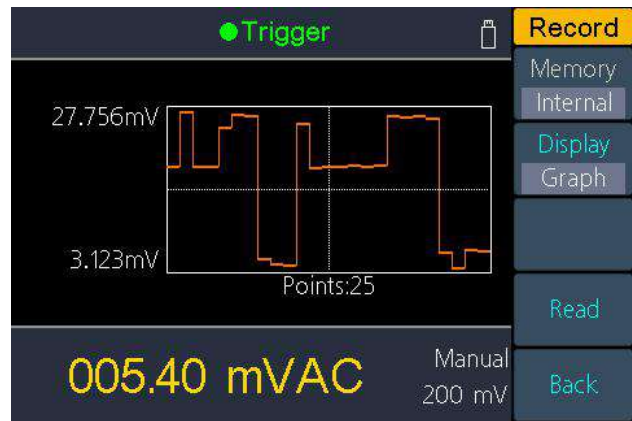 Trigger
Record
Memory
Internal
27.756mV
Display
Graph
3.123mV
Points:25
Read
005.40 mVAC
Manual
200 mV
Back